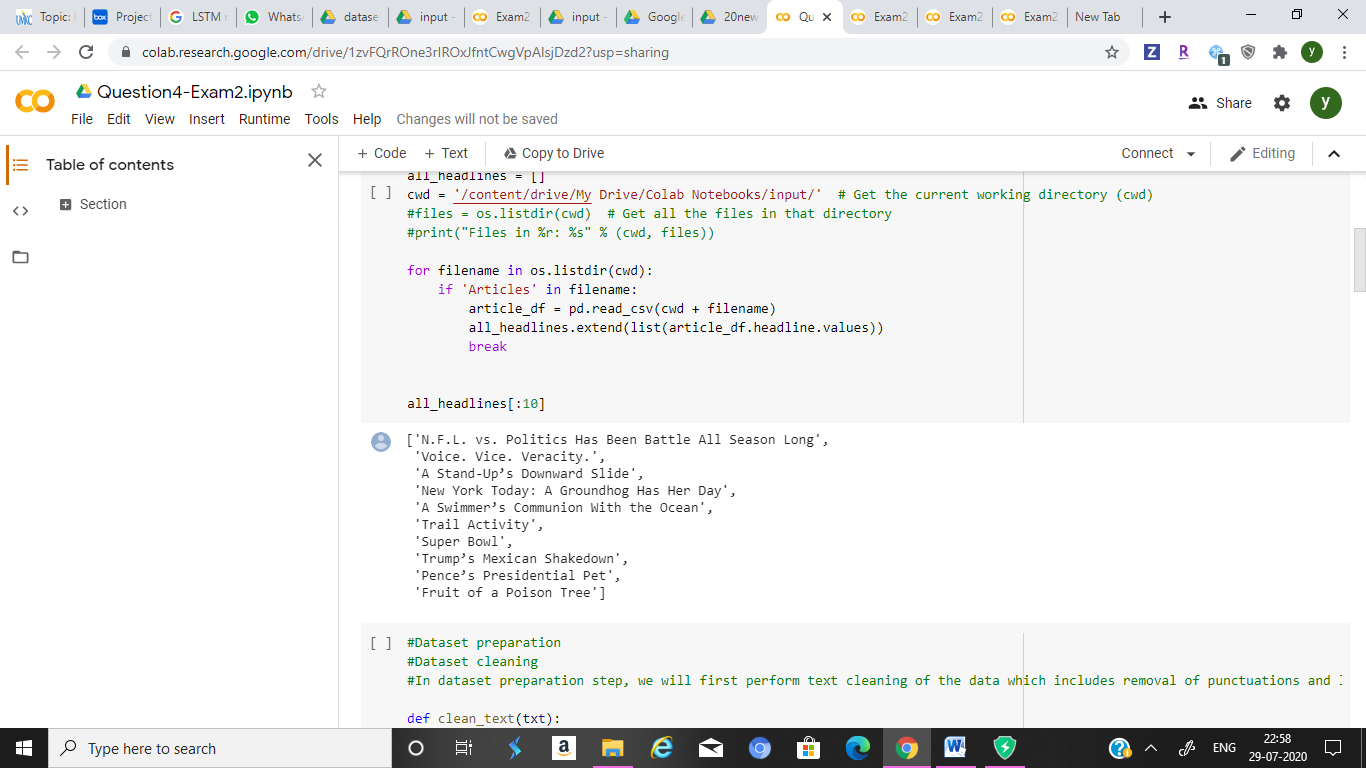 Topic: Project LSTM r Whats datase input - Exam2 input - Google 20new Qu Exam2 Exam2 Exam2 New Tab
colab.research.google.com/drive/1zvFQrROne3rIROxJfntCwgVpAIsjDzd2?usp=sharing
Question4-Exam2.ipynb
File Edit View Insert Runtime Tools Help Changes will not be saved
Share
y
Table of contents
Section
+ Code + Text Copy to Drive Connect Editing
all_headlines = []
[ ] cwd = '/content/drive/My Drive/Colab Notebooks/input/'  # Get the current working directory (cwd)
#files = os.listdir(cwd)  # Get all the files in that directory
#print("Files in %r: %s" % (cwd, files))
for filename in os.listdir(cwd):
    if 'Articles' in filename:
        article_df = pd.read_csv(cwd + filename)
        all_headlines.extend(list(article_df.headline.values))
        break
all_headlines[:10]
['N.F.L. vs. Politics Has Been Battle All Season Long',
 'Voice. Vice. Veracity.',
 'A Stand-Up’s Downward Slide',
 'New York Today: A Groundhog Has Her Day',
 'A Swimmer’s Communion With the Ocean',
 'Trail Activity',
 'Super Bowl',
 'Trump’s Mexican Shakedown',
 'Pence’s Presidential Pet',
 'Fruit of a Poison Tree']
[ ] #Dataset preparation
#Dataset cleaning
#In dataset preparation step, we will first perform text cleaning of the data which includes removal of punctuations and
def clean_text(txt):
Type here to search
ENG
22:58
29-07-2020